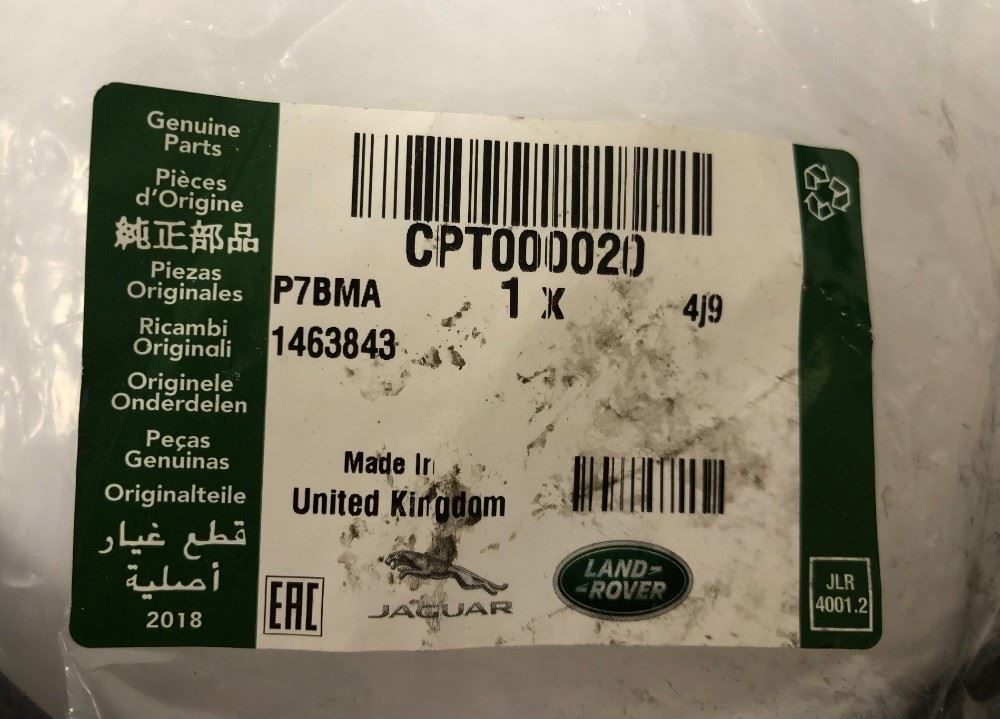 Genuine
Parts
Pièces
d'Origine
純正部品
Piezas
Originales
Ricambi
Originali
Originele
Onderdelen
Peças
Genuinas
Originalteile
قطع غيار
أصلية
2018
CPT000020
P7BMA
1 X
4J9
1463843
Made In
United Kingdom
EAC
JAGUAR
LAND-
-ROVER
JLR
4001.2